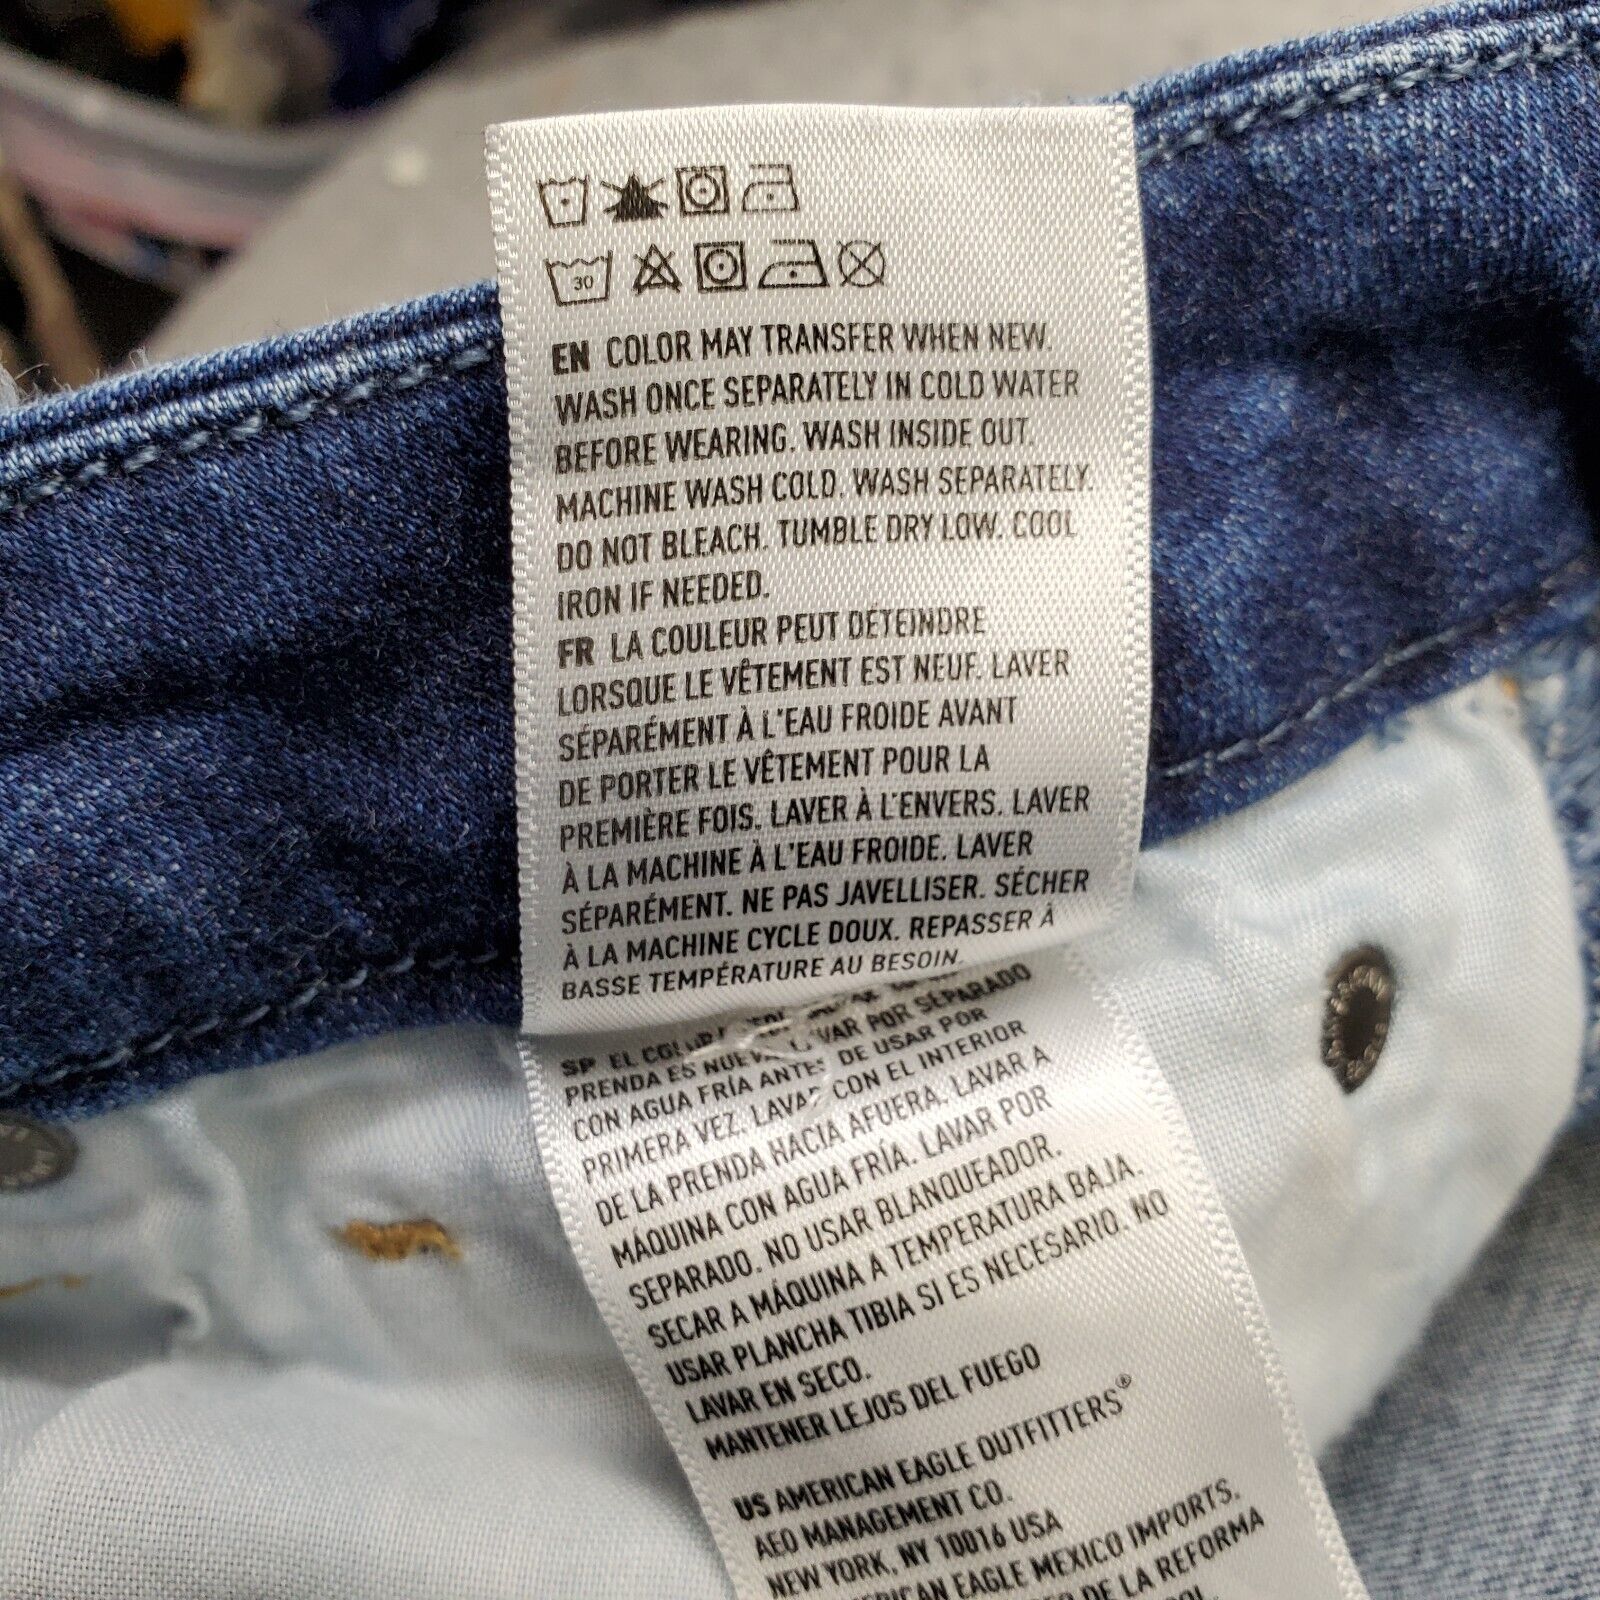 30
EN COLOR MAY TRANSFER WHEN NEW.
WASH ONCE SEPARATELY IN COLD WATER
BEFORE WEARING. WASH INSIDE OUT.
MACHINE WASH COLD. WASH SEPARATELY.
DO NOT BLEACH. TUMBLE DRY LOW. COOL
IRON IF NEEDED.
FR LA COULEUR PEUT DÉTEINDRE
LORSQUE LE VÊTEMENT EST NEUF. LAVER
SÉPARÉMENT À L'EAU FROIDE AVANT
DE PORTER LE VÊTEMENT POUR LA
PREMIÈRE FOIS. LAVER À L'ENVERS. LAVER
À LA MACHINE À L'EAU FROIDE. LAVER
SÉPARÉMENT. NE PAS JAVELLISER. SÉCHER
À LA MACHINE CYCLE DOUX. REPASSER À
BASSE TEMPÉRATURE AU BESOIN.
SP EL
PRENDA ES NUEVA. LAVAR POR SEPARADO
CON AGUA FRÍA ANTES DE USAR POR
PRIMERA VEZ. LAVAR CON EL INTERIOR
DE LA PRENDA HACIA AFUERA. LAVAR A
MÁQUINA CON AGUA FRÍA. LAVAR POR
SEPARADO. NO USAR BLANQUEADOR.
SECAR A MÁQUINA A TEMPERATURA BAJA.
USAR PLANCHA TIBIA SI ES NECESARIO. NO
LAVAR EN SECO.
MANTENER LEJOS DEL FUEGO
US AMERICAN EAGLE OUTFITTERS®
AEO MANAGEMENT CO.
NEW YORK, NY 10016 USA
AMERICAN EAGLE MEXICO IMPORTS.
DE LA REFORMA